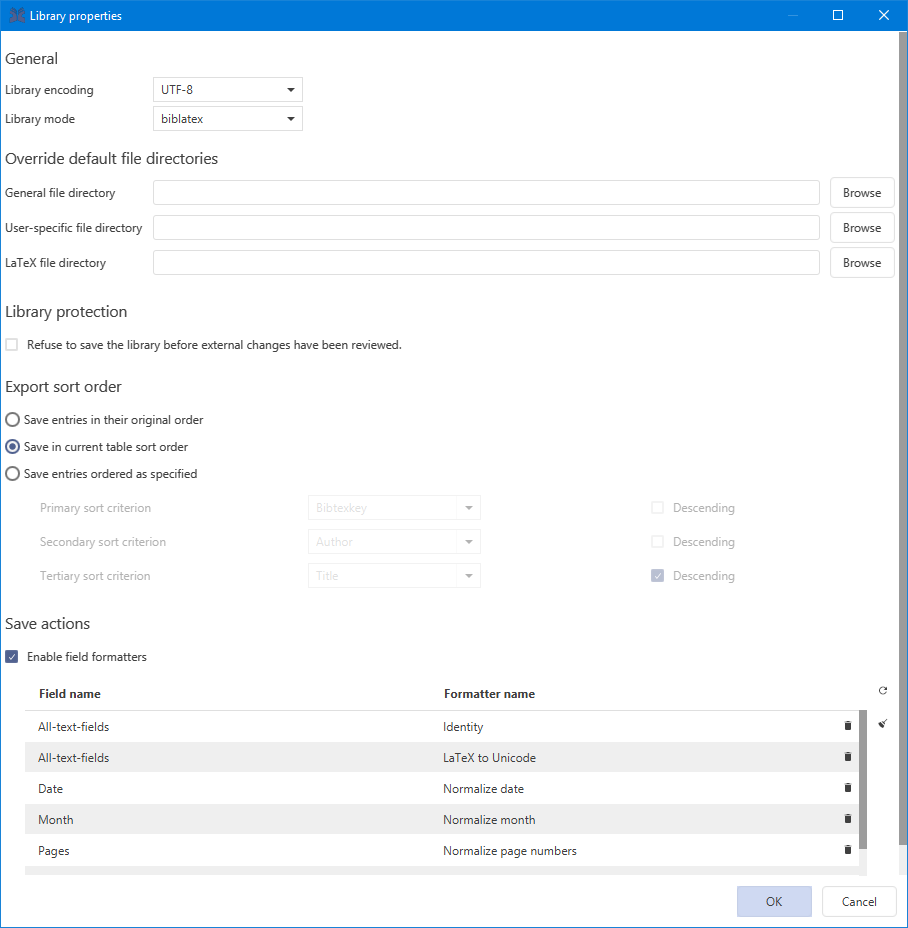 Library properties
General
Library encoding UTF-8
Library mode biblatex
Override default file directories
General file directory Browse
User-specific file directory Browse
LaTeX file directory Browse
Library protection
Refuse to save the library before external changes have been reviewed.
Export sort order
Save entries in their original order
Save in current table sort order
Save entries ordered as specified
Primary sort criterion Bibtexkey Descending
Secondary sort criterion Author Descending
Tertiary sort criterion Title Descending
Save actions
Enable field formatters
Field name Formatter name
All-text-fields Identity
All-text-fields LaTeX to Unicode
Date Normalize date
Month Normalize month
Pages Normalize page numbers
OK Cancel